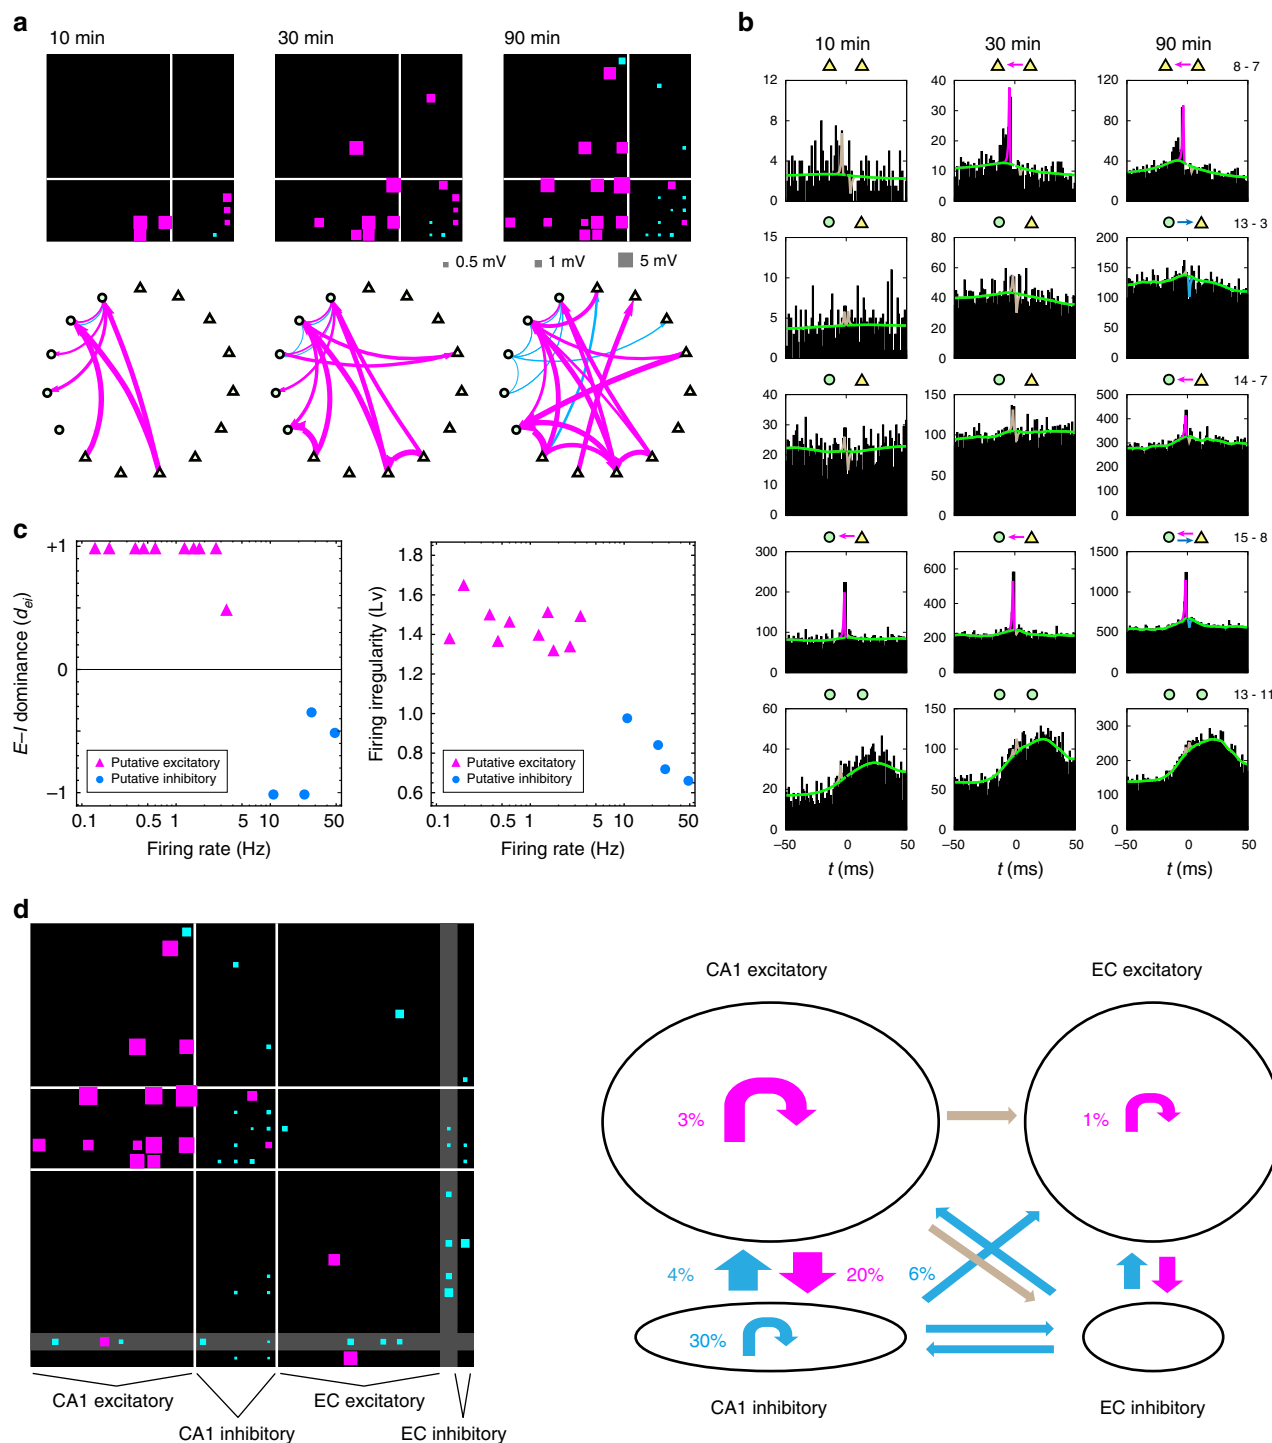 a
10 min
30 min
90 min
0.5 mV
1 mV
5 mV
b
10 min
30 min
90 min
8 - 7
12
8
4
0
40
30
20
10
0
120
80
40
0
13 - 3
15
10
5
0
80
60
40
20
0
200
150
100
50
0
14 - 7
40
30
20
10
0
150
100
50
0
500
400
300
200
100
0
15 - 8
300
200
100
0
600
400
200
0
1500
1000
500
0
13 - 11
60
40
20
0
150
100
50
0
300
200
100
0
−50
0
50
−50
0
50
−50
0
50
t (ms)
t (ms)
t (ms)
c
+1
0
−1
E–I dominance (dei)
Putative excitatory
Putative inhibitory
0.1
0.5
1
5
10
50
Firing rate (Hz)
1.8
1.6
1.4
1.2
1.0
0.8
0.6
Firing irregularity (Lv)
Putative excitatory
Putative inhibitory
0.1
0.5
1
5
10
50
Firing rate (Hz)
d
CA1 excitatory
CA1 inhibitory
EC excitatory
EC inhibitory
CA1 excitatory
EC excitatory
3%
1%
4%
20%
6%
30%
CA1 inhibitory
EC inhibitory